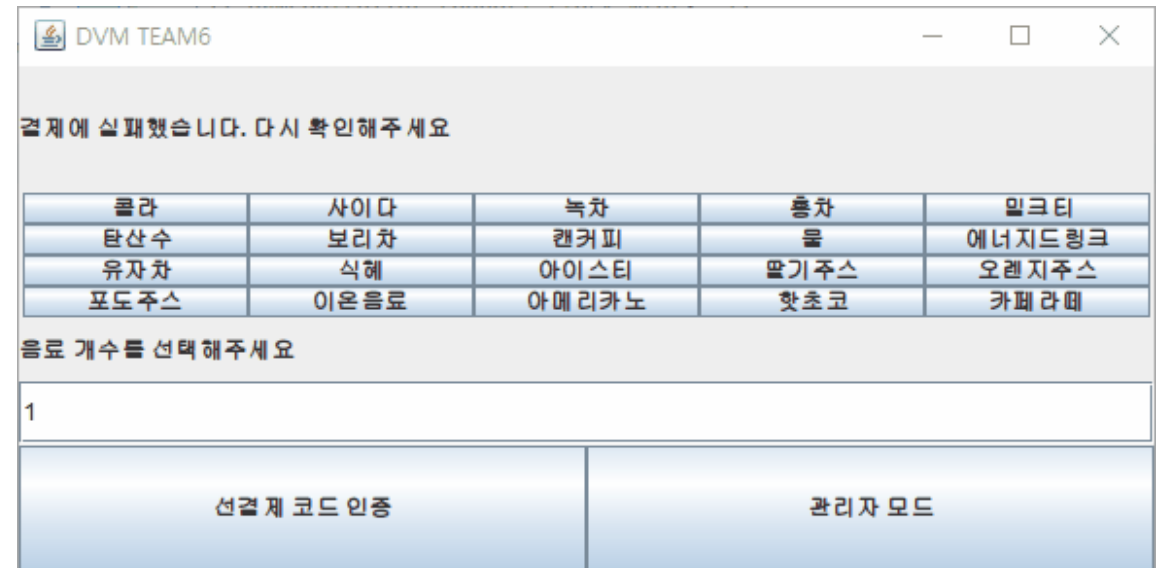 DVM TEAM6
결제에 실패했습니다. 다시 확인해주세요
콜라 사이다 녹차 홍차 밀크티
탄산수 보리차 캔커피 물 에너지드링크
유자차 식혜 아이스티 딸기주스 오렌지주스
포도주스 이온음료 아메리카노 핫초코 카페라떼
음료 개수를 선택해주세요
1
선결제 코드 인증 관리자 모드